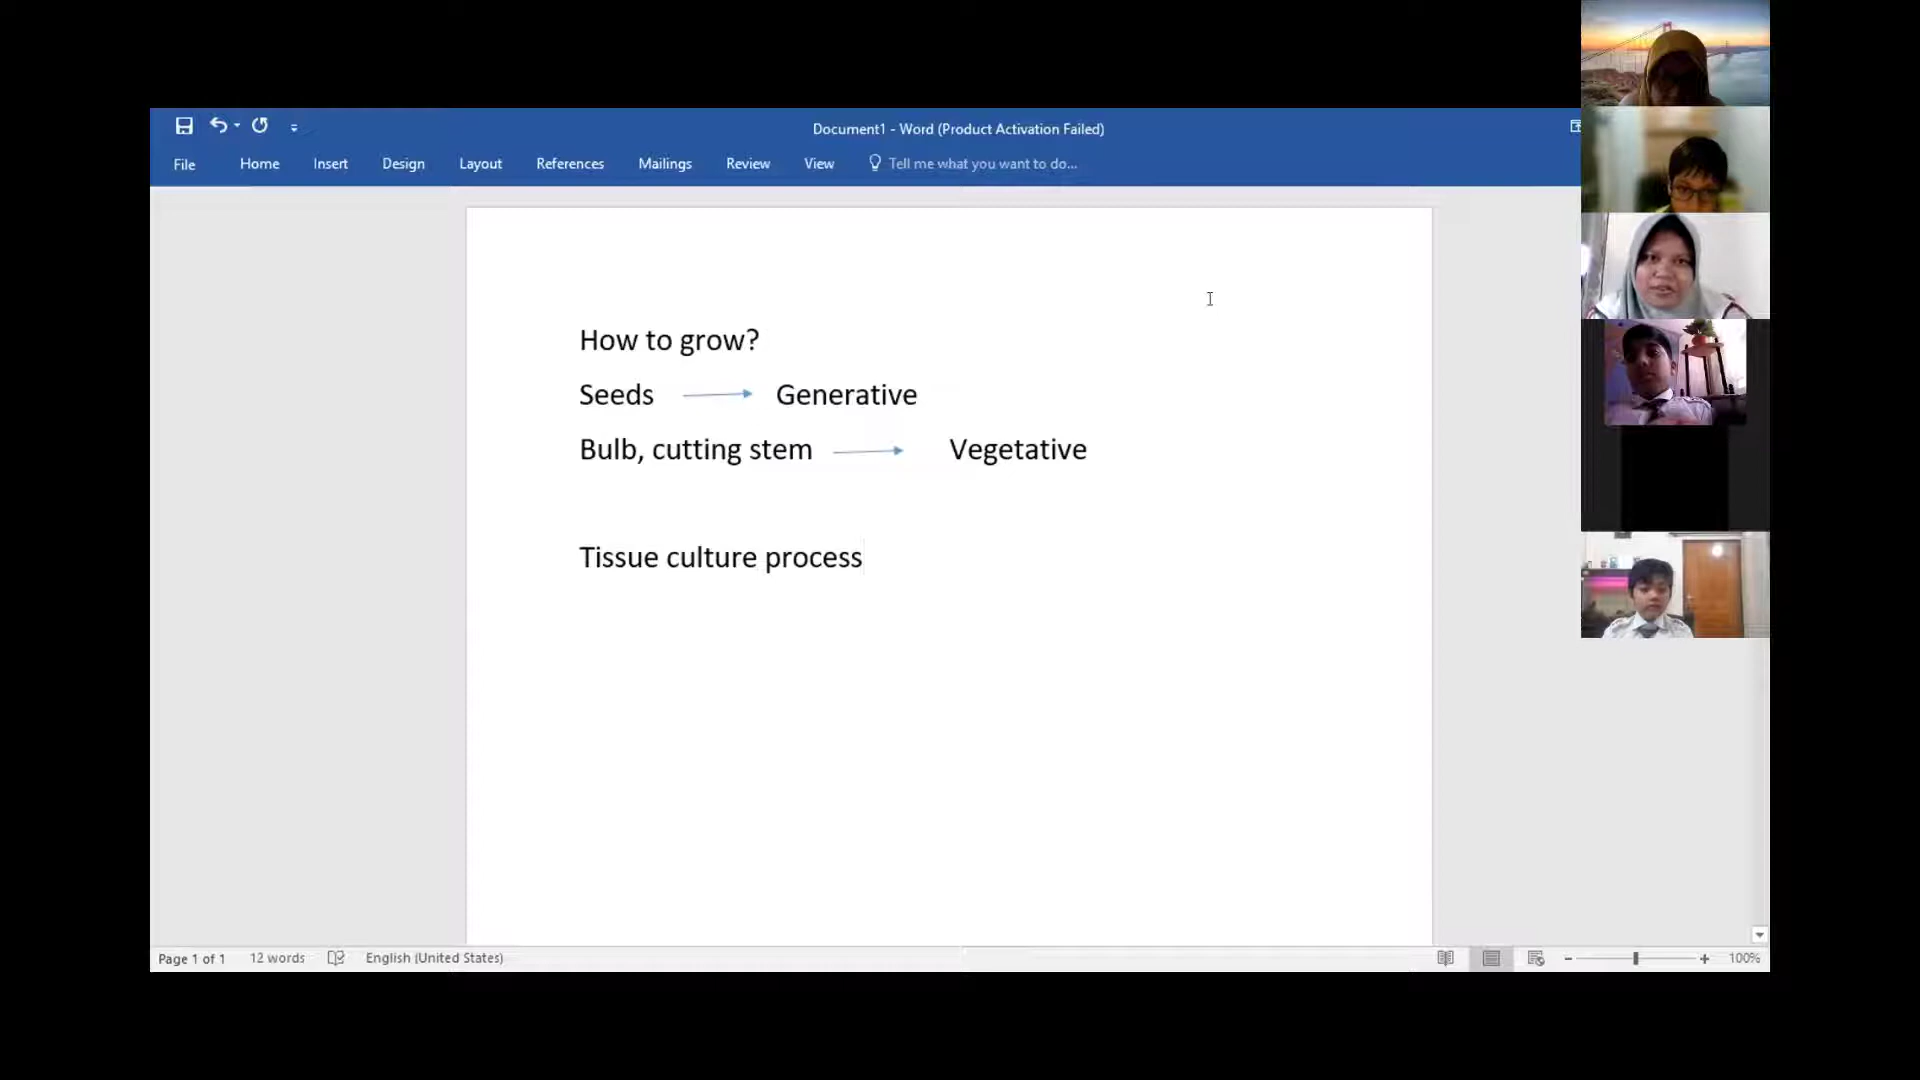 Document1 - Word (Product Activation Failed)
File Home Insert Design Layout References Mailings Review View Tell me what you want to do...
How to grow?
Seeds Generative
Bulb, cutting stem Vegetative
Tissue culture process
Page 1 of 1 12 words English (United States) 100%